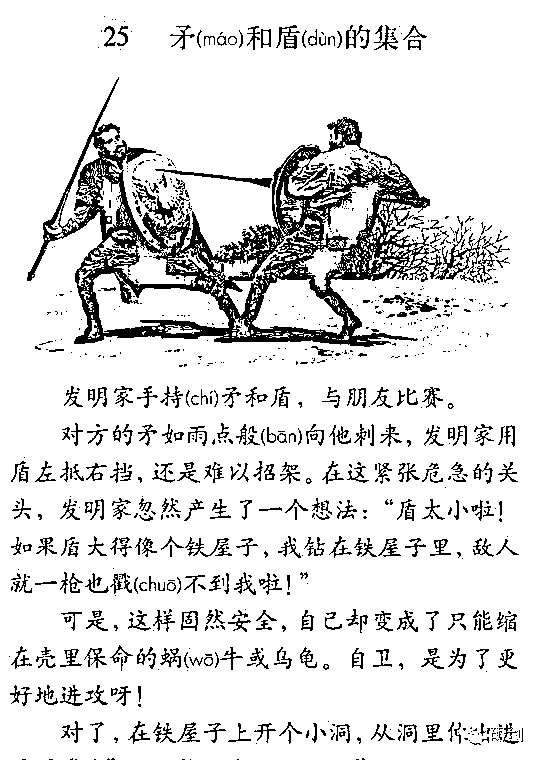 25 矛(máo)和盾(dùn)的集合
发明家手持(chí)矛和盾，与朋友比赛。
对方的矛如雨点般(bān)向他刺来，发明家用
盾左抵右挡，还是难以招架。在这紧张危急的关
头，发明家忽然产生了一个想法：“盾太小啦！
如果盾大得像个铁屋子，我钻在铁屋子里，敌人
就一枪也戳(chuō)不到我啦！”
可是，这样固然安全，自己却变成了只能缩
在壳里保命的蜗(wō)牛或乌龟。自卫，是为了更
好地进攻呀！
对了，在铁屋子上开个小洞，从洞里